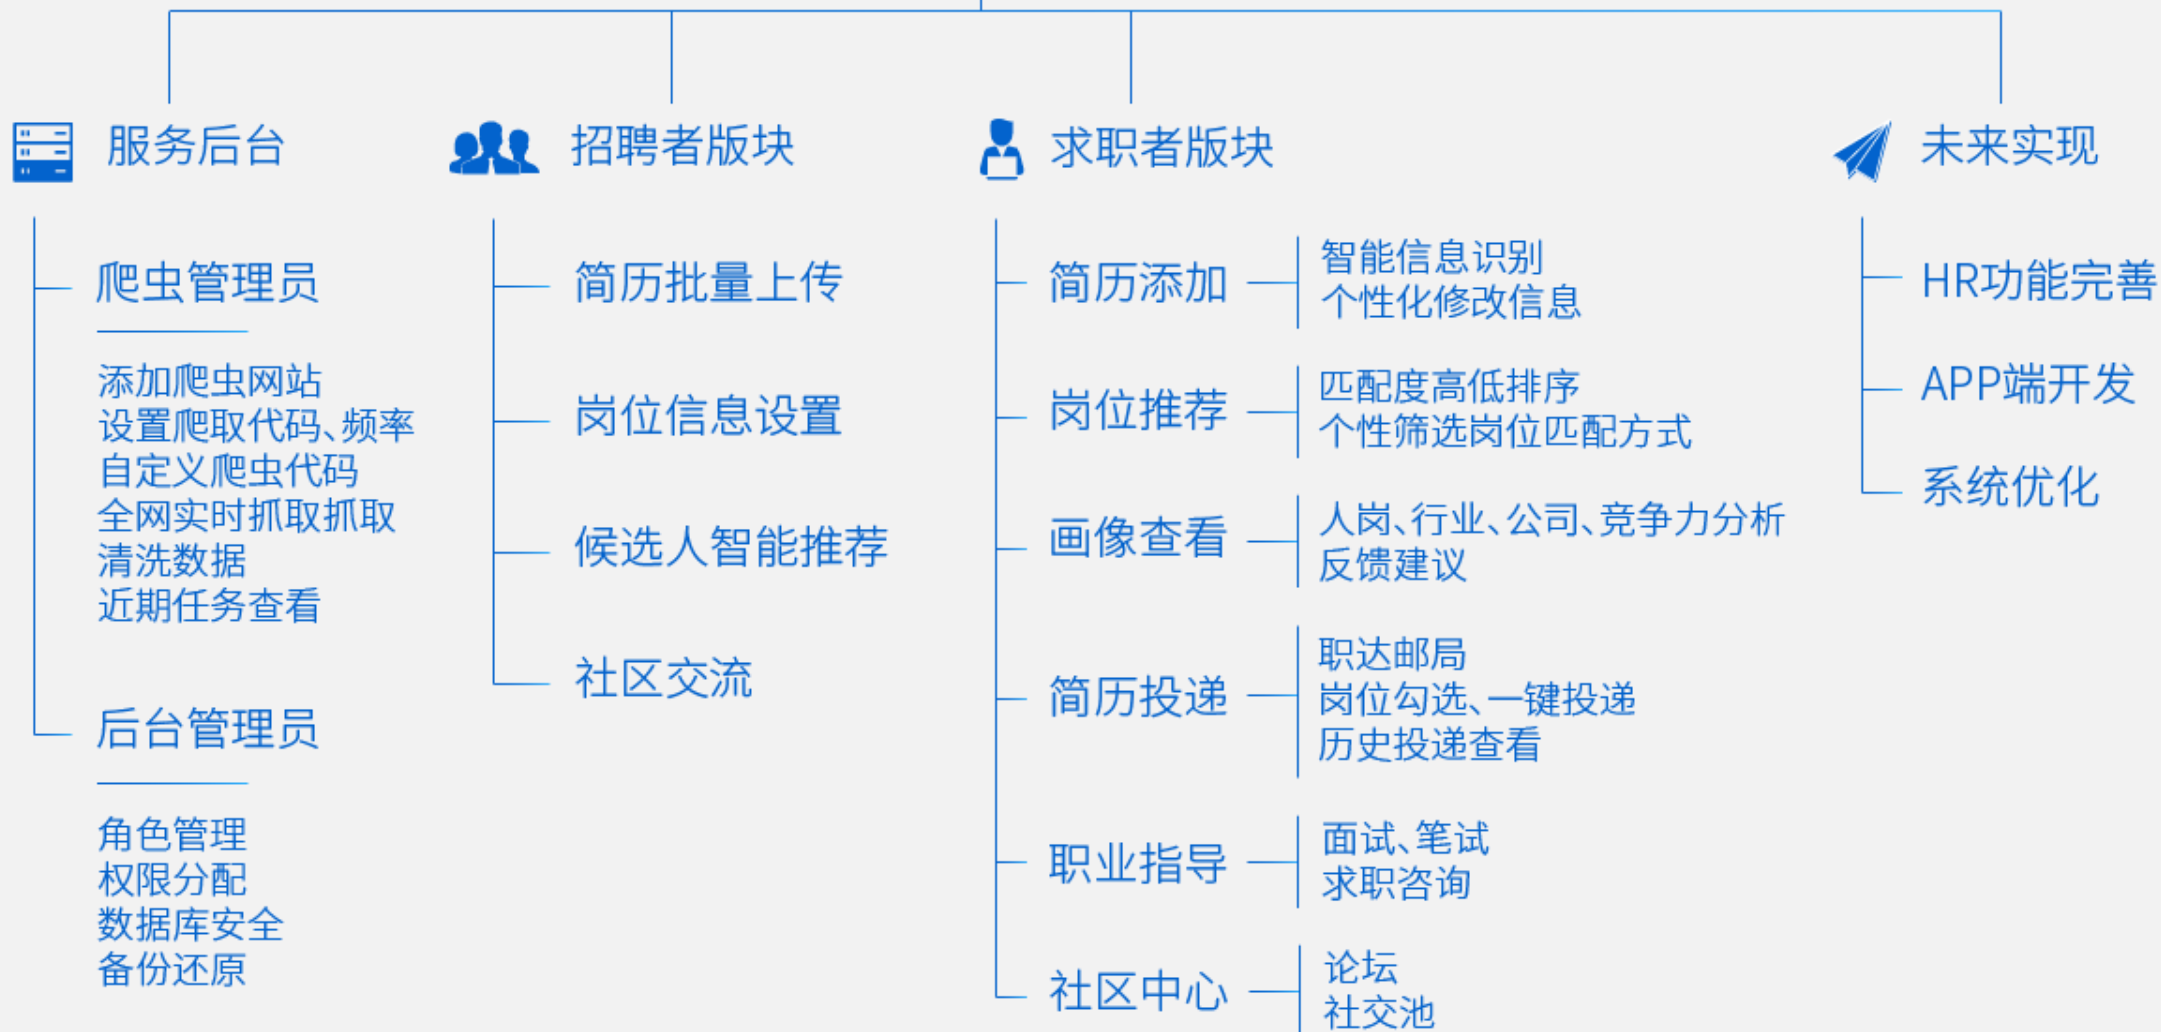 服务后台
爬虫管理员
添加爬虫网站
设置爬取代码、频率
自定义爬虫代码
全网实时抓取抓取
清洗数据
近期任务查看
后台管理员
角色管理
权限分配
数据库安全
备份还原
招聘者版块
简历批量上传
岗位信息设置
候选人智能推荐
社区交流
求职者版块
简历添加
智能信息识别
个性化修改信息
岗位推荐
匹配度高低排序
个性筛选岗位匹配方式
画像查看
人岗、行业、公司、竞争力分析
反馈建议
简历投递
职达邮局
岗位勾选、一键投递
历史投递查看
职业指导
面试、笔试
求职咨询
社区中心
论坛
社交池
未来实现
HR功能完善
APP端开发
系统优化